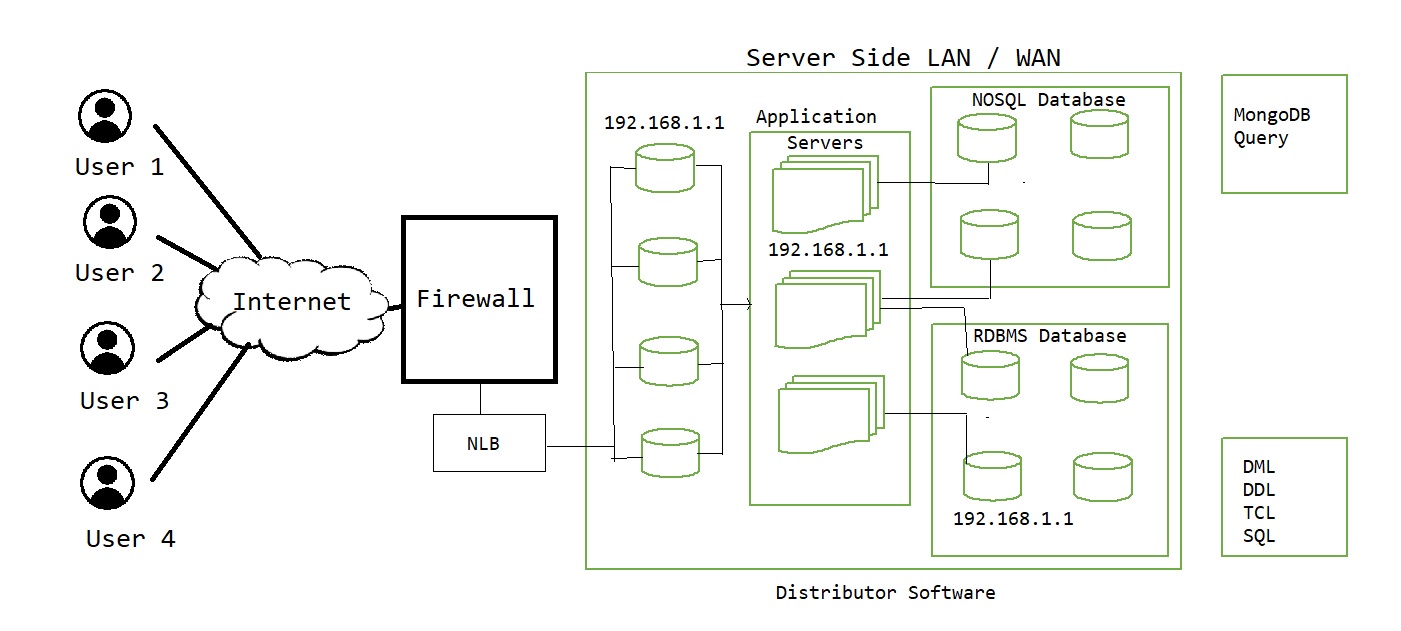 Server Side LAN / WAN
User 1
User 2
User 3
User 4
Internet
Firewall
NLB
192.168.1.1
Application
Servers
192.168.1.1
NOSQL Database
RDBMS Database
192.168.1.1
MongoDB
Query
DML
DDL
TCL
SQL
Distributor Software